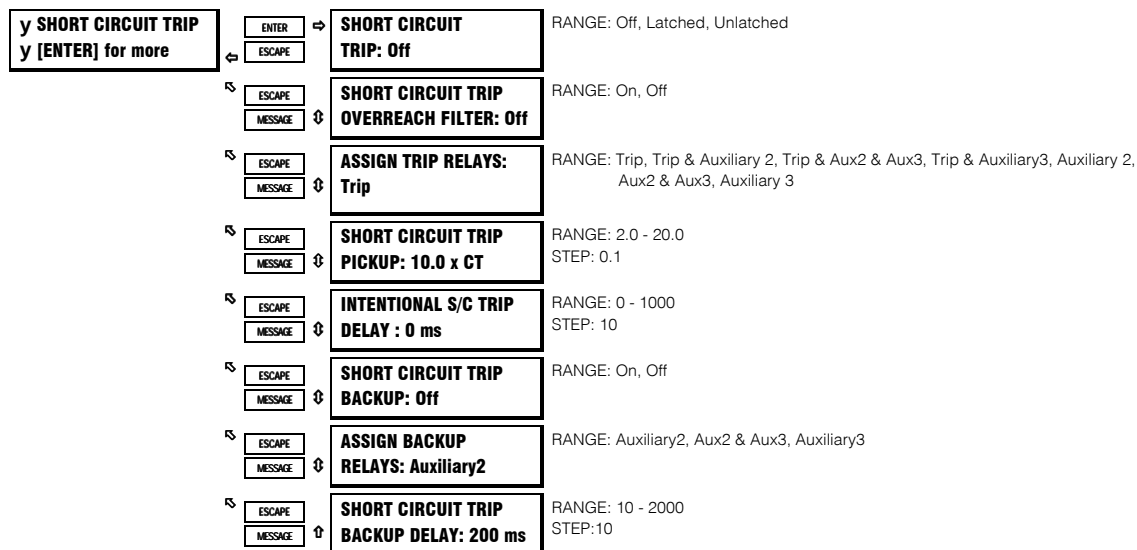 y SHORT CIRCUIT TRIP
y [ENTER] for more
ENTER
ESCAPE
SHORT CIRCUIT
TRIP: Off
RANGE: Off, Latched, Unlatched
ESCAPE
MESSAGE
SHORT CIRCUIT TRIP
OVERREACH FILTER: Off
RANGE: On, Off
ESCAPE
MESSAGE
ASSIGN TRIP RELAYS:
Trip
RANGE: Trip, Trip & Auxiliary 2, Trip & Aux2 & Aux3, Trip & Auxiliary3, Auxiliary 2,
Aux2 & Aux3, Auxiliary 3
ESCAPE
MESSAGE
SHORT CIRCUIT TRIP
PICKUP: 10.0 x CT
RANGE: 2.0 - 20.0
STEP: 0.1
ESCAPE
MESSAGE
INTENTIONAL S/C TRIP
DELAY : 0 ms
RANGE: 0 - 1000
STEP: 10
ESCAPE
MESSAGE
SHORT CIRCUIT TRIP
BACKUP: Off
RANGE: On, Off
ESCAPE
MESSAGE
ASSIGN BACKUP
RELAYS: Auxiliary2
RANGE: Auxiliary2, Aux2 & Aux3, Auxiliary3
ESCAPE
MESSAGE
SHORT CIRCUIT TRIP
BACKUP DELAY: 200 ms
RANGE: 10 - 2000
STEP:10